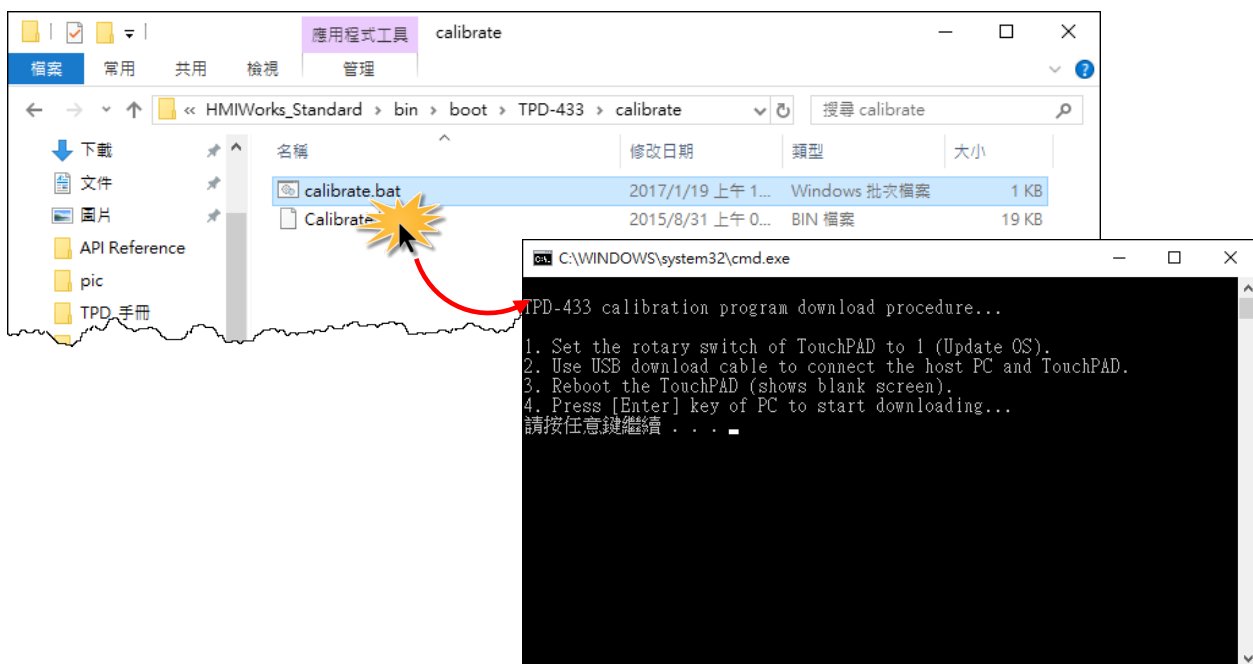 應用程式工具 calibrate
檔案 常用 共用 檢視 管理
« HMIWorks_Standard › bin › boot › TPD-433 › calibrate 搜尋 calibrate
下載
文件
圖片
API Reference
pic
TPD_手冊
名稱 修改日期 類型 大小
calibrate.bat 2017/1/19 上午 1... Windows 批次檔案 1 KB
Calibrate 2015/8/31 上午 0... BIN 檔案 19 KB
C:\WINDOWS\system32\cmd.exe
TPD-433 calibration program download procedure...
1. Set the rotary switch of TouchPAD to 1 (Update OS).
2. Use USB download cable to connect the host PC and TouchPAD.
3. Reboot the TouchPAD (shows blank screen).
4. Press [Enter] key of PC to start downloading...
請按任意鍵繼續 . . .